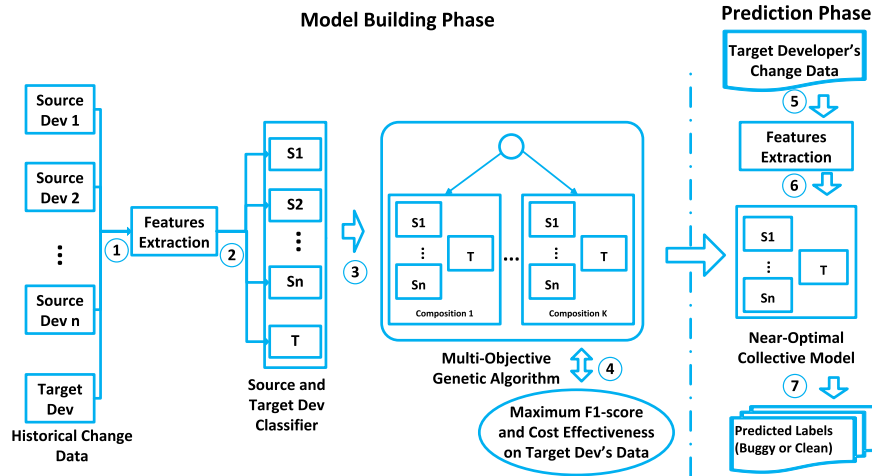 Model Building Phase
Prediction Phase
Source
Dev 1
Source
Dev 2
...
Source
Dev n
Target
Dev
Historical Change
Data
1
Features
Extraction
2
S1
S2
...
Sn
T
Source and
Target Dev
Classifier
3
S1
...
Sn
T
Composition 1
...
S1
...
Sn
T
Composition K
Multi-Objective
Genetic Algorithm
4
Maximum F1-score
and Cost Effectiveness
on Target Dev's Data
Target Developer's
Change Data
5
Features
Extraction
6
S1
...
Sn
T
Near-Optimal
Collective Model
7
Predicted Labels
(Buggy or Clean)